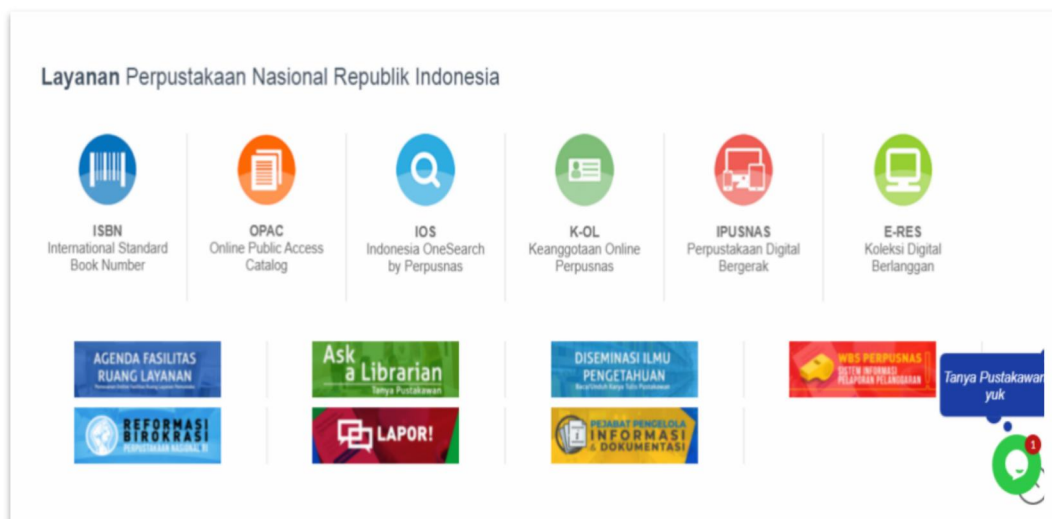 Layanan Perpustakaan Nasional Republik Indonesia
ISBN
International Standard
Book Number
OPAC
Online Public Access
Catalog
IOS
Indonesia OneSearch
by Perpusnas
K-OL
Keanggotaan Online
Perpusnas
IPUSNAS
Perpustakaan Digital
Bergerak
E-RES
Koleksi Digital
Berlanggan
AGENDA FASILITAS
RUANG LAYANAN
Ask
a Librarian
Tanya Pustakawan
DISEMINASI ILMU
PENGETAHUAN
WBS PERPUSNAS
SISTEM INFORMASI
PELAPORAN PELANGGARAN
Tanya Pustakawan
yuk
REFORMASI
BIROKRASI
PERPUSTAKAAN NASIONAL RI
LAPOR!
PEJABAT PENGELOLA
INFORMASI
& DOKUMENTASI
1